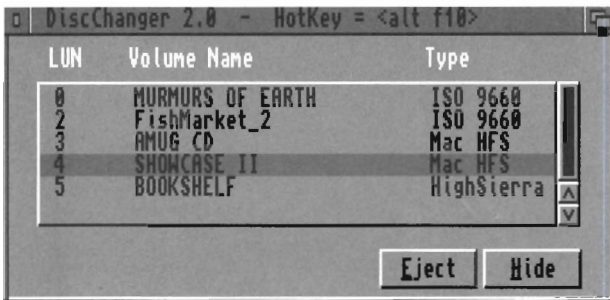 DiscChanger 2.0 - HotKey = <alt f10>
LUN Volume Name Type
0 MURMURS OF EARTH ISO 9660
2 FishMarket_2 ISO 9660
3 AMUG CD Mac HFS
4 SHOWCASE II Mac HFS
5 BOOKSHELF HighSierra
Eject Hide